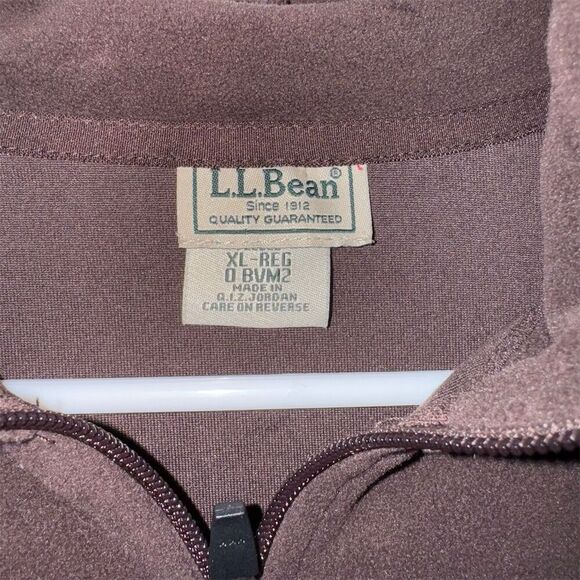 L.L.Bean®
Since 1912
QUALITY GUARANTEED
XL-REG
0 BVM2
MADE IN
Q.I.Z. JORDAN
CARE ON REVERSE